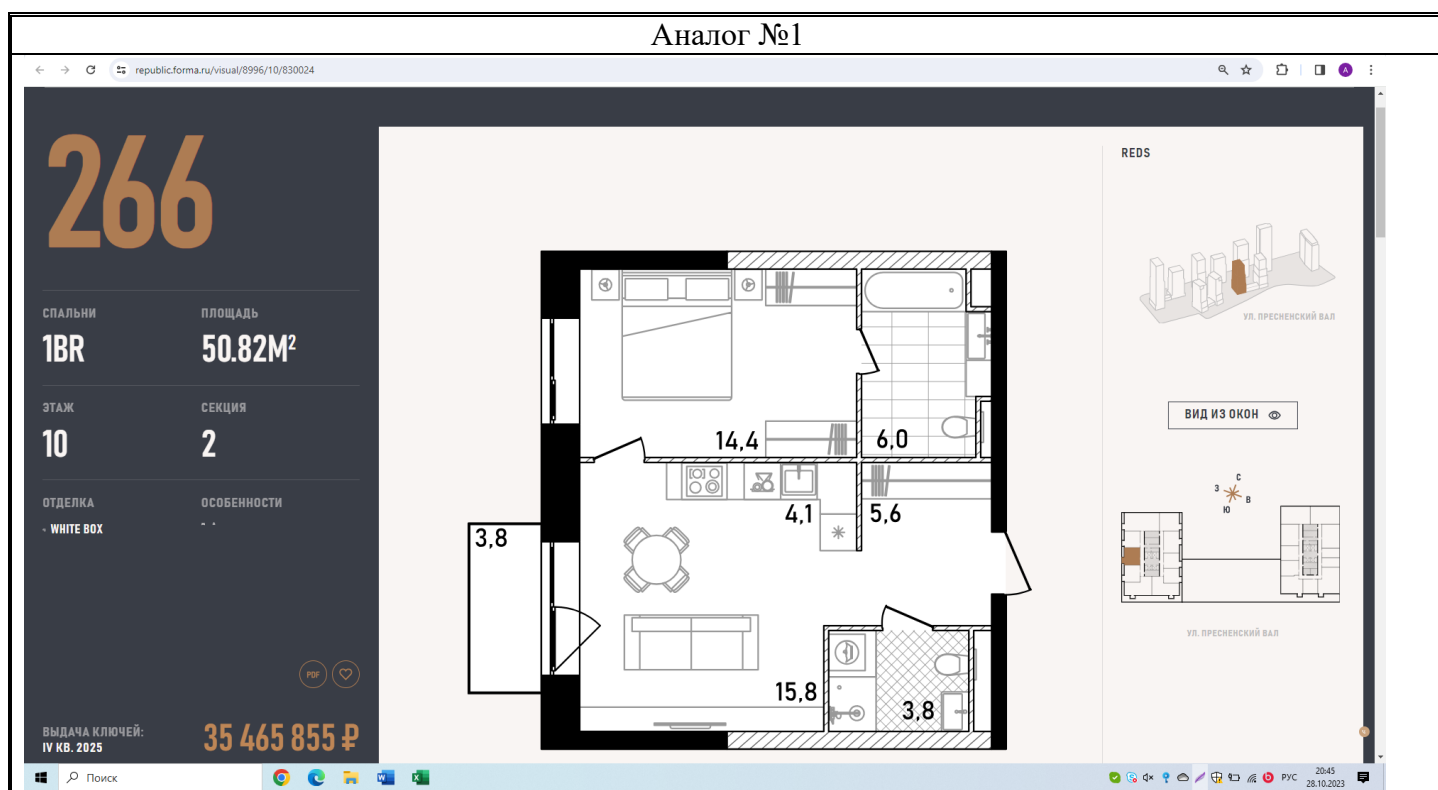 Аналог №1
republic.forma.ru/visual/8996/10/830024
A
266
СПАЛЬНИ
ПЛОЩАДЬ
1BR
50.82М²
ЭТАЖ
СЕКЦИЯ
10
2
ОТДЕЛКА
ОСОБЕННОСТИ
- WHITE BOX
PDF
ВЫДАЧА КЛЮЧЕЙ:
IV КВ. 2025
35 465 855 ₽
14,4
6,0
4,1
5,6
3,8
15,8
3,8
REDS
УЛ. ПРЕСНЕНСКИЙ ВАЛ
ВИД ИЗ ОКОН
С
З
В
Ю
УЛ. ПРЕСНЕНСКИЙ ВАЛ
Поиск
РУС
20:45
28.10.2023